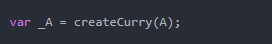 var _A = createCurry(A);